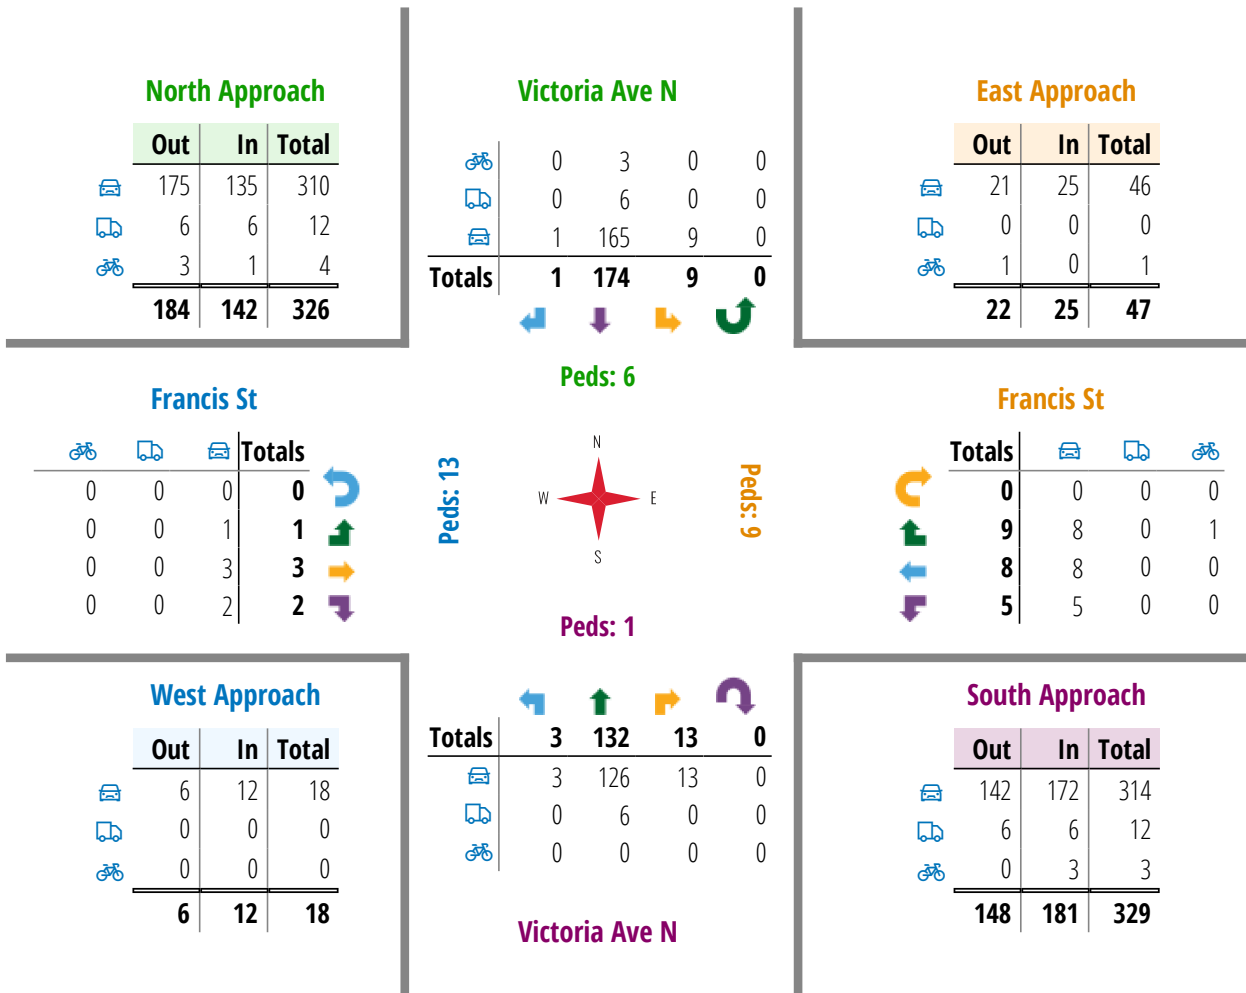 North Approach
Out In Total
175 135 310
6 6 12
3 1 4
184 142 326
Victoria Ave N
0 3 0 0
0 6 0 0
1 165 9 0
Totals 1 174 9 0
East Approach
Out In Total
21 25 46
0 0 0
1 0 1
22 25 47
Peds: 6
Francis St
Totals
0 0 0 0
0 0 1 1
0 0 3 3
0 0 2 2
Peds: 13
N
W E
S
Peds: 9
Peds: 1
Francis St
Totals
0 0 0 0
9 8 0 1
8 8 0 0
5 5 0 0
West Approach
Out In Total
6 12 18
0 0 0
0 0 0
6 12 18
Totals 3 132 13 0
3 126 13 0
0 6 0 0
0 0 0 0
Victoria Ave N
South Approach
Out In Total
142 172 314
6 6 12
0 3 3
148 181 329